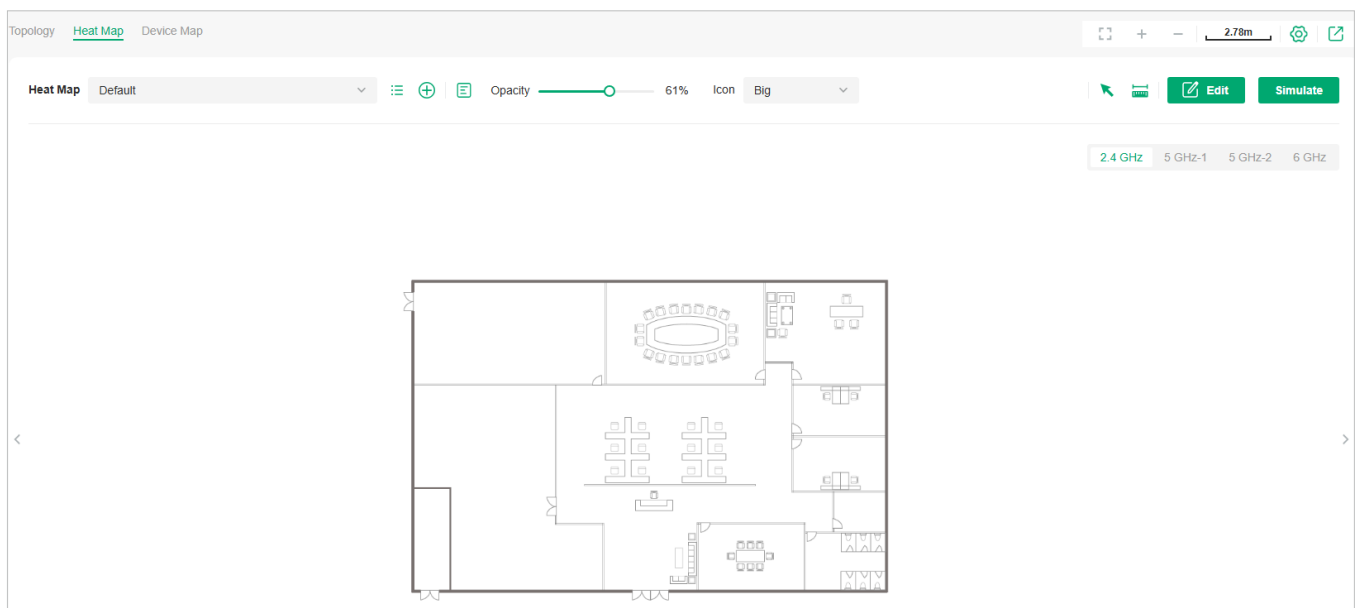 Topology Heat Map Device Map 2.78m
Heat Map Default Opacity 61% Icon Big Edit Simulate
2.4 GHz 5 GHz-1 5 GHz-2 6 GHz